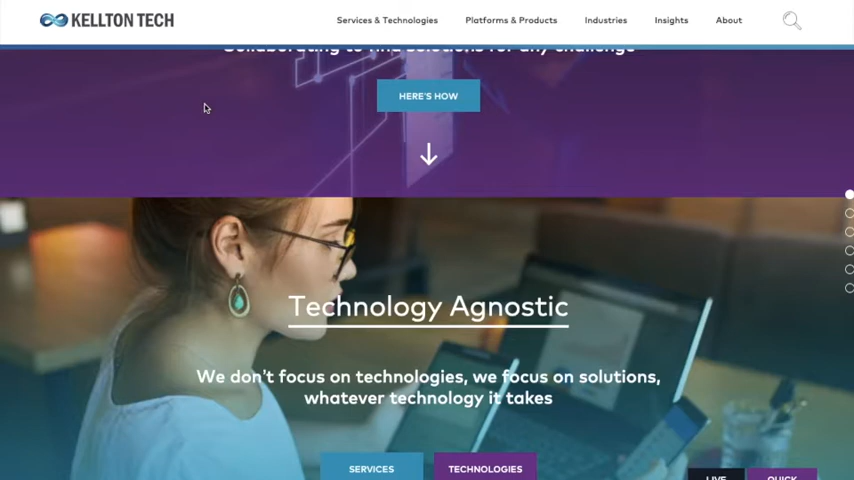 KELLTON TECH
Services & Technologies
Platforms & Products
Industries
Insights
About
Collaborating to find solutions for any challenge
HERE'S HOW
Technology Agnostic
We don't focus on technologies, we focus on solutions,
whatever technology it takes
SERVICES
TECHNOLOGIES
LIVE
QUICK